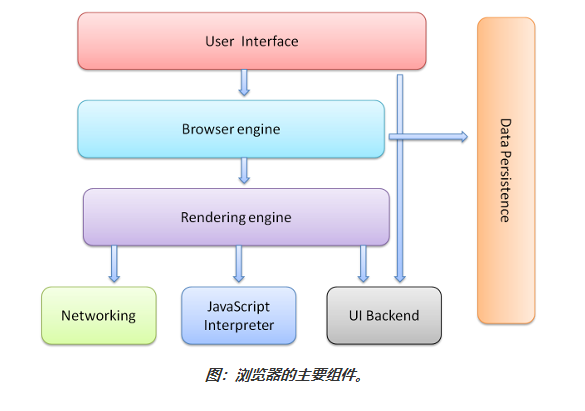 User Interface
Browser engine
Data Persistence
Rendering engine
Networking
JavaScript
Interpreter
UI Backend
图：浏览器的主要组件。